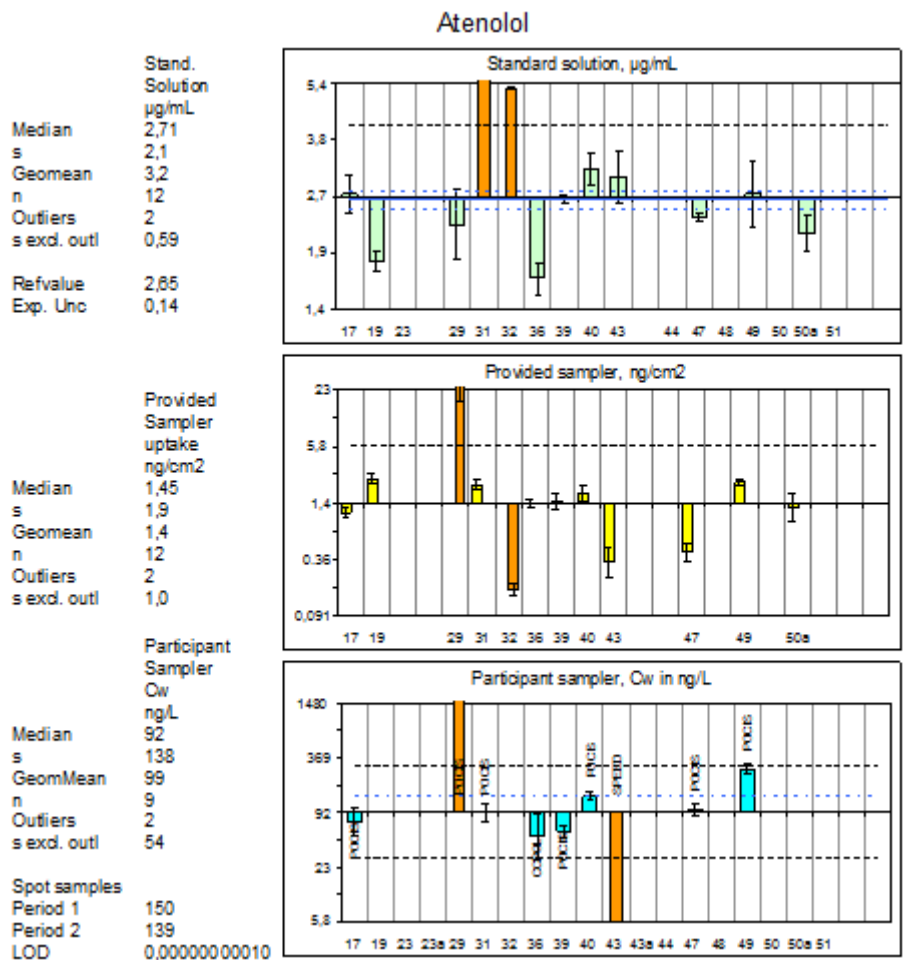 Atenolol
Stand.
Solution
µg/mL
Median 2,71
s 2,1
Geomean 3,2
n 12
Outliers 2
s excl. outl 0,59
Refvalue 2,65
Exp. Unc 0,14
Standard solution, µg/mL
5,4
3,8
2,7
1,9
1,4
17 19 23 29 31 32 36 39 40 43 44 47 48 49 50 50a 51
Provided
Sampler
uptake
ng/cm2
Median 1,45
s 1,9
Geomean 1,4
n 12
Outliers 2
s excl. outl 1,0
Provided sampler, ng/cm2
23
5,8
1,4
0,36
0,091
17 19 29 31 32 36 39 40 43 47 49 50a
Participant
Sampler
Cw
ng/L
Median 92
s 138
GeomMean 99
n 9
Outliers 2
s excl. outl 54
Spot samples
Period 1 150
Period 2 139
LOD 0,00000000010
Participant sampler, Cw in ng/L
1480
369
92
23
5,8
POCIS
POCIS
POCIS
POCIS
POCIS
SPEED
POCIS
POCIS
17 19 23 23a 29 31 32 36 39 40 43 43a 44 47 48 49 50 50a 51